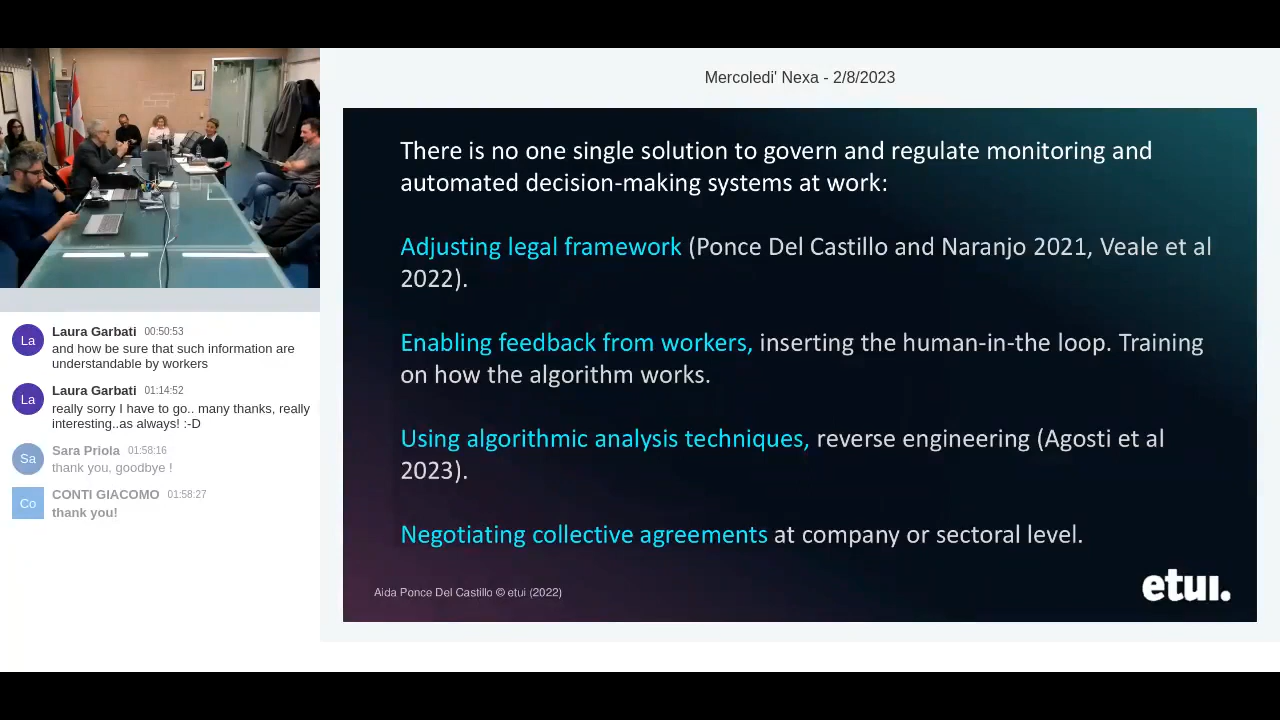 Mercoledi' Nexa - 2/8/2023
There is no one single solution to govern and regulate monitoring and
automated decision-making systems at work:
Adjusting legal framework (Ponce Del Castillo and Naranjo 2021, Veale et al
2022).
Enabling feedback from workers, inserting the human-in-the loop. Training
on how the algorithm works.
Using algorithmic analysis techniques, reverse engineering (Agosti et al
2023).
Negotiating collective agreements at company or sectoral level.
Aida Ponce Del Castillo © etui (2022)
etui.
La
Laura Garbati 00:50:53
and how be sure that such information are
understandable by workers
La
Laura Garbati 01:14:52
really sorry I have to go.. many thanks, really
interesting..as always! :-D
Sa
Sara Priola 01:58:16
thank you, goodbye !
Co
CONTI GIACOMO 01:58:27
thank you!